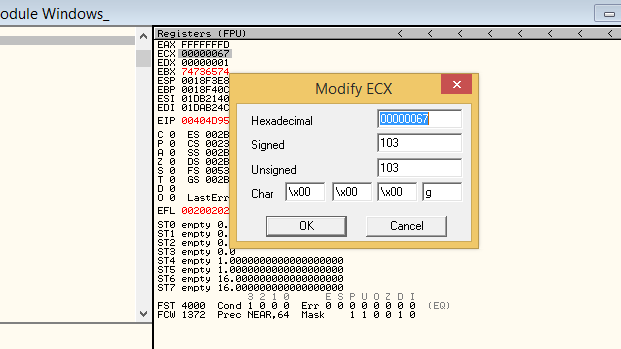 odule Windows_
Registers (FPU) < < < < < < <
EAX FFFFFFFD
ECX 00000067
EDX 00000001
EBX 74736574
ESP 0018F3E8
EBP 0018F40C
ESI 01DB2140
EDI 01DAB24C
EIP 00404D95
C 0 ES 002B
P 0 CS 0023
A 0 SS 002B
Z 0 DS 002B
S 0 FS 0053
T 0 GS 002B
D 0
O 0 LastErr
EFL 00200202
ST0 empty 0.
ST1 empty 0.
ST2 empty 0.
ST3 empty 0.0
ST4 empty 1.0000000000000000000
ST5 empty 1.0000000000000000000
ST6 empty 16.000000000000000000
ST7 empty 16.000000000000000000
3 2 1 0 E S P U O Z D I
FST 4000 Cond 1 0 0 0 Err 0 0 0 0 0 0 0 0 (EQ)
FCW 1372 Prec NEAR,64 Mask 1 1 0 0 1 0
Modify ECX
Hexadecimal 00000067
Signed 103
Unsigned 103
Char \x00 \x00 \x00 g
OK Cancel